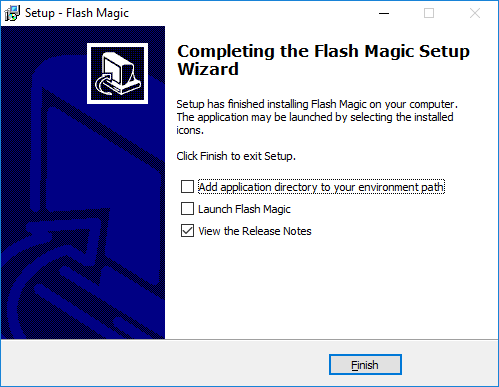 Setup - Flash Magic
Completing the Flash Magic Setup
Wizard
Setup has finished installing Flash Magic on your computer.
The application may be launched by selecting the installed
icons.
Click Finish to exit Setup.
Add application directory to your environment path
Launch Flash Magic
View the Release Notes
Finish